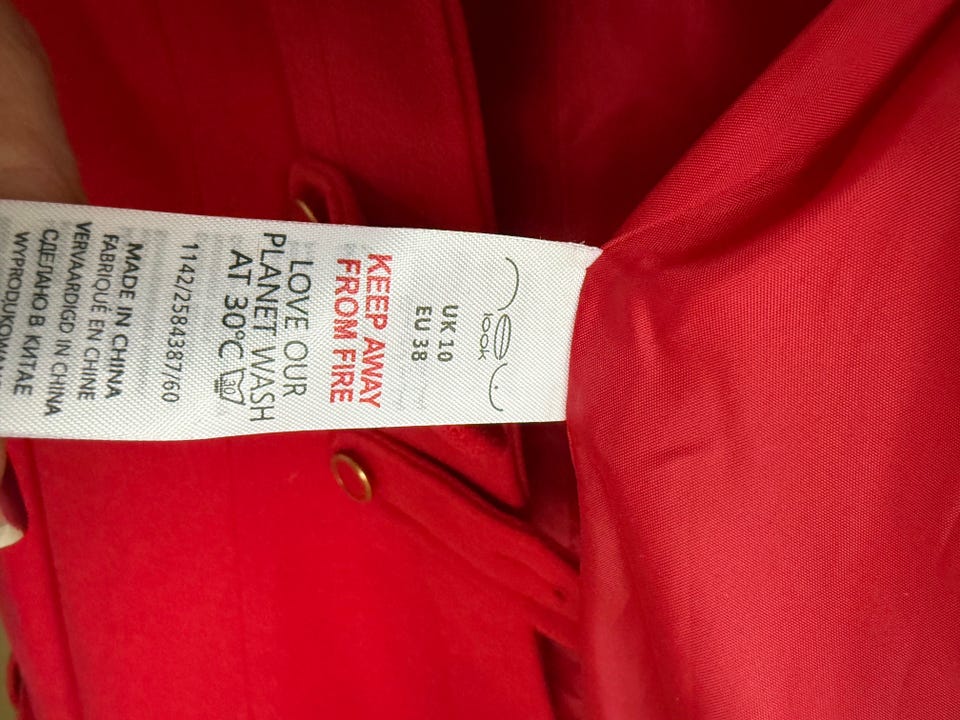 new look
UK 10
EU 38
KEEP AWAY
FROM FIRE
LOVE OUR
PLANET WASH
AT 30°C 30
1142/2584387/60
MADE IN CHINA
FABRIQUÉ EN CHINE
VERVAARDIGD IN CHINA
СДЕЛАНО В КИТАЕ